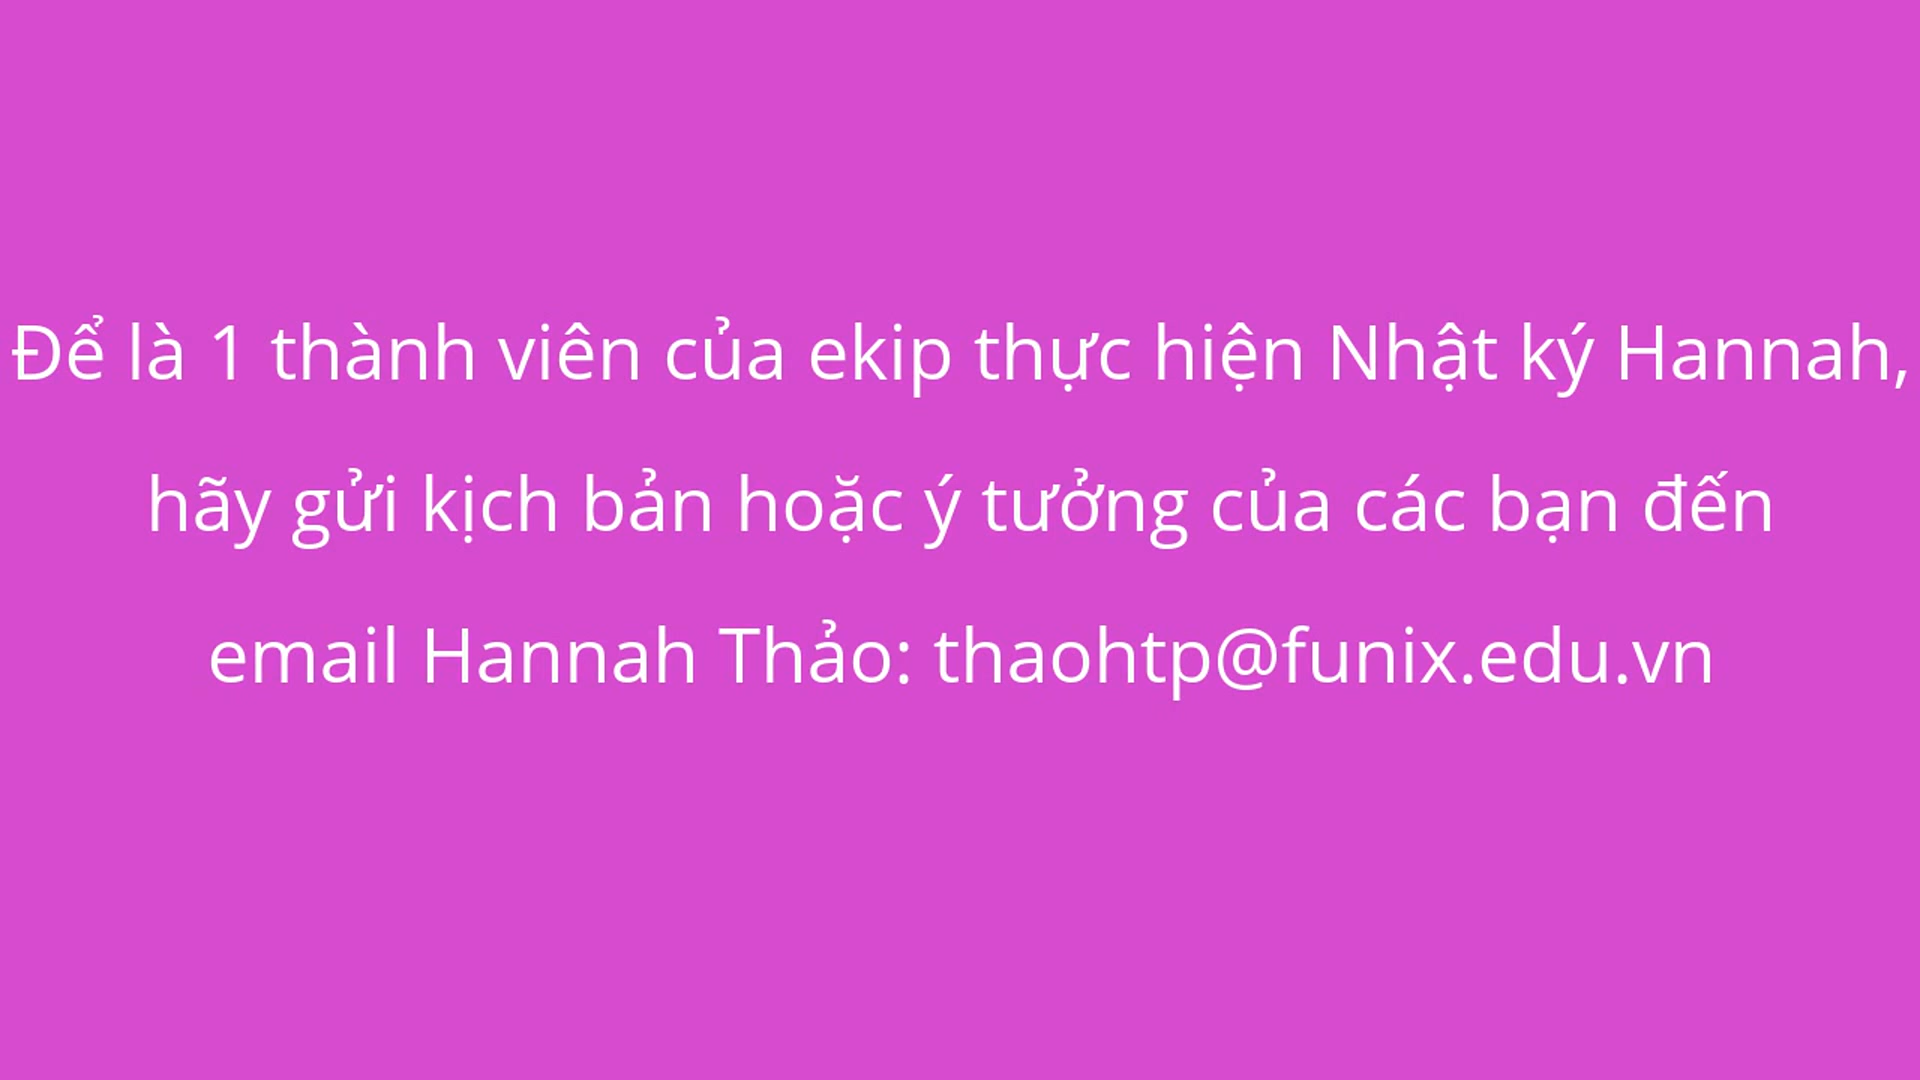 Để là 1 thành viên của ekip thực hiện Nhật ký Hannah,
hãy gửi kịch bản hoặc ý tưởng của các bạn đến
email Hannah Thảo: thaohtp@funix.edu.vn